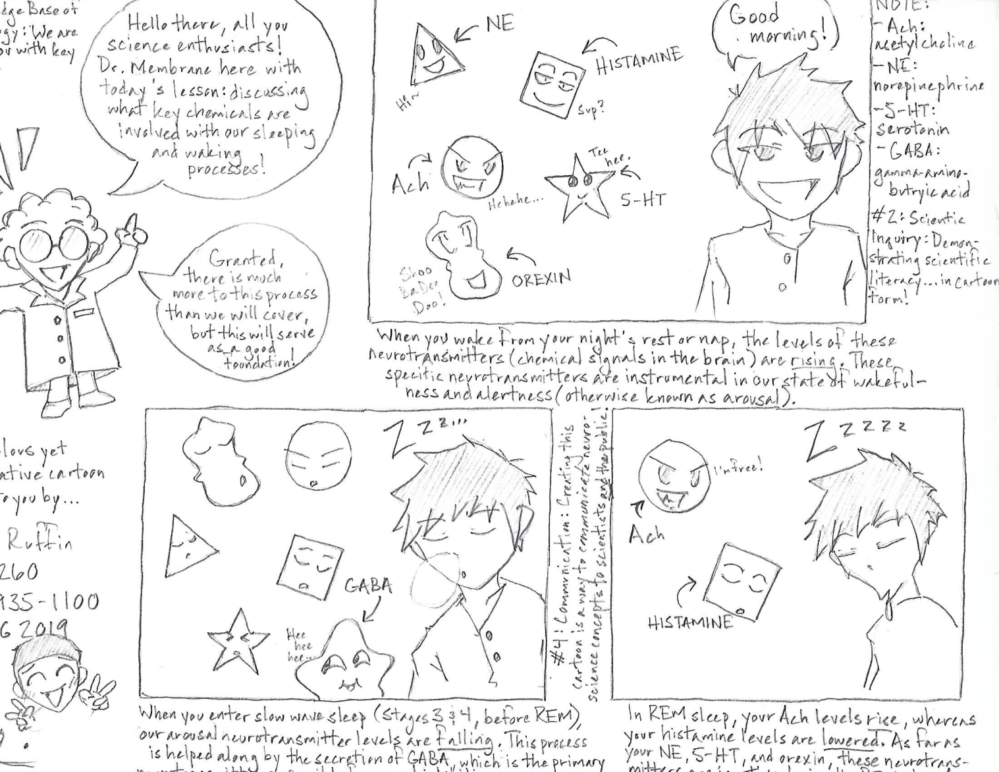 dge Base of
gy: We are
ou with key
Hello there, all you
science enthusiasts!
Dr. Membrane here with
today's lesson: discussing
what key chemicals are
involved with our sleeping
and waking
processes!
Granted,
there is much
more to this process
than we will cover,
but this will serve
as a good
foundation!
NE
Hi~
HISTAMINE
Sup?
Ach
Hehehe...
Tee
hee.
5-HT
Shoo
Ba Dee
Doo!
OREXIN
Good
morning!
NOTE:
-Ach:
acetylcholine
-NE:
norepinephrine
-5-HT:
serotonin
-GABA:
gamma-amino-
butryic acid
#2: Scientic
Inquiry: Demon-
strating scientific
literacy... in cartoon
form!
When you wake from your night's rest or nap, the levels of these
neurotransmitters (chemical signals in the brain) are rising. These
specific neurotransmitters are instrumental in our state of wakeful-
ness and alertness (otherwise known as arousal).
lous yet
ative cartoon
to you by...
Ruffin
260
935-1100
G 2019
Zzz...
GABA
Hee
hee
hee...
When you enter slow wave sleep (Stages 3 & 4, before REM),
our arousal neurotransmitter levels are falling. This process
is helped along by the secretion of GABA, which is the primary
#4: Communication: Creating this
cartoon is a way to communicate neuro-
science concepts to scientists and the public!
Zzzzz
I'm free!
Ach
HISTAMINE
In REM sleep, your Ach levels rise, whereas
your histamine levels are lowered. As far as
your NE, 5-HT, and orexin, these neurotrans-